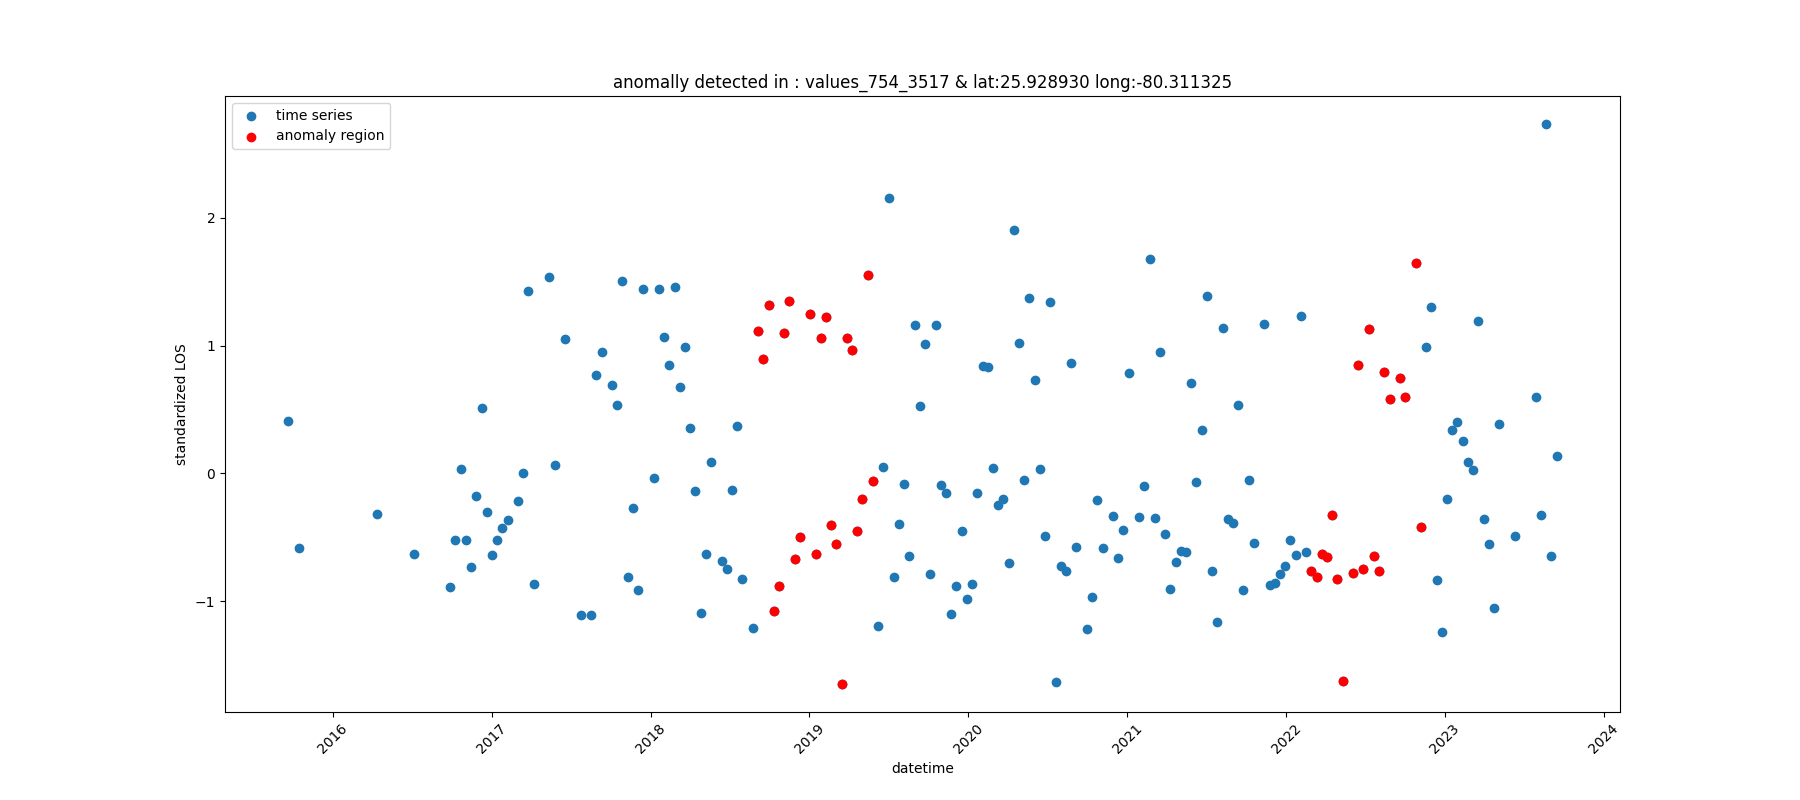 anomally detected in : values_754_3517 & lat:25.928930 long:-80.311325
time series
anomaly region
standardized LOS
2
1
0
−1
2016
2017
2018
2019
2020
2021
2022
2023
2024
datetime